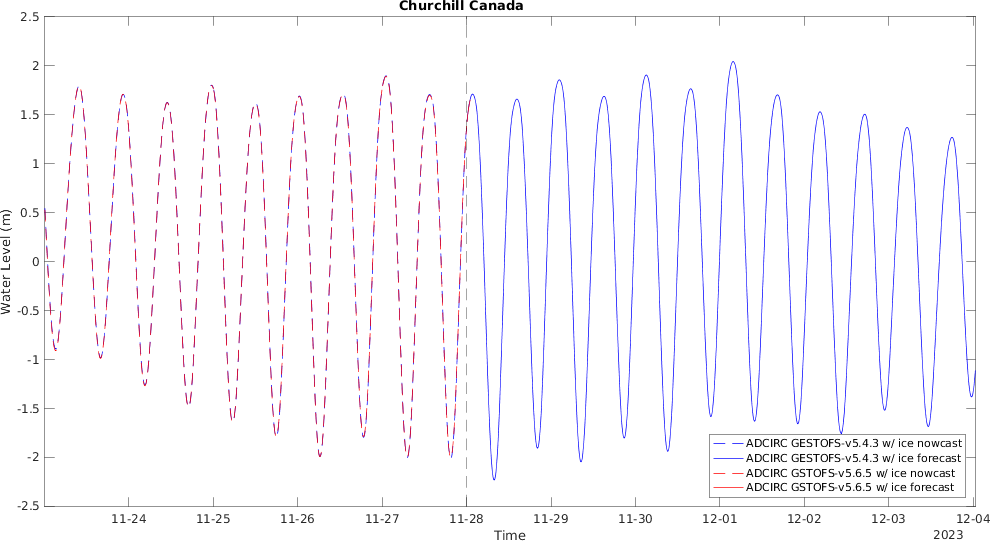 Churchill Canada
2.5
2
1.5
1
0.5
0
-0.5
-1
-1.5
-2
-2.5
Water Level (m)
ADCIRC GESTOFS-v5.4.3 w/ ice nowcast
ADCIRC GESTOFS-v5.4.3 w/ ice forecast
ADCIRC GSTOFS-v5.6.5 w/ ice nowcast
ADCIRC GSTOFS-v5.6.5 w/ ice forecast
11-24 11-25 11-26 11-27 11-28 11-29 11-30 12-01 12-02 12-03 12-04
Time
2023